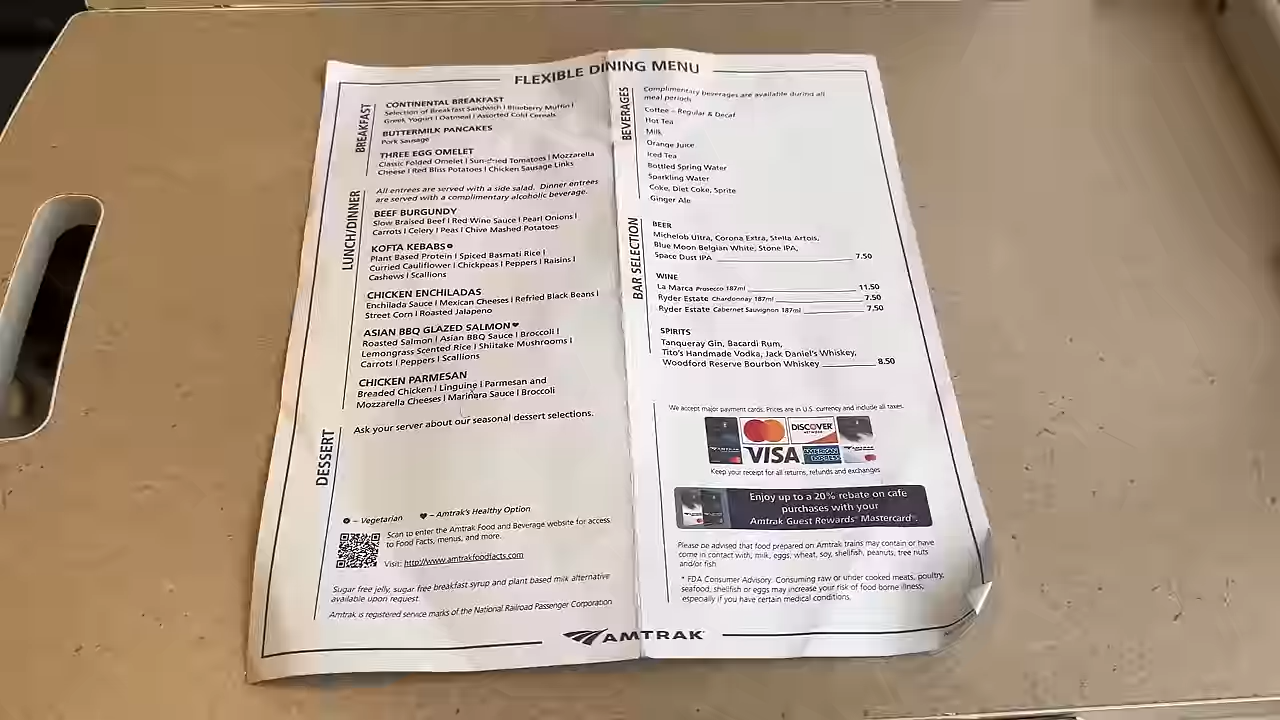 FLEXIBLE DINING MENU
BREAKFAST
CONTINENTAL BREAKFAST
Selection of Breakfast Sandwich | Blueberry Muffin |
Greek Yogurt | Oatmeal | Assorted Cold Cereals
BUTTERMILK PANCAKES
Pork Sausage
THREE EGG OMELET
Classic Folded Omelet | Sun-dried Tomatoes | Mozzarella
Cheese | Red Bliss Potatoes | Chicken Sausage Links
LUNCH/DINNER
All entrees are served with a side salad. Dinner entrees
are served with a complimentary alcoholic beverage.
BEEF BURGUNDY
Slow Braised Beef | Red Wine Sauce | Pearl Onions |
Carrots | Celery | Peas | Chive Mashed Potatoes
KOFTA KEBABS
Plant Based Protein | Spiced Basmati Rice |
Curried Cauliflower | Chickpeas | Peppers | Raisins |
Cashews | Scallions
CHICKEN ENCHILADAS
Enchilada Sauce | Mexican Cheeses | Refried Black Beans |
Street Corn | Roasted Jalapeno
ASIAN BBQ GLAZED SALMON ♥
Roasted Salmon | Asian BBQ Sauce | Broccoli |
Lemongrass Scented Rice | Shiitake Mushrooms |
Carrots | Peppers | Scallions
CHICKEN PARMESAN
Breaded Chicken | Linguine | Parmesan and
Mozzarella Cheeses | Marinara Sauce | Broccoli
DESSERT
Ask your server about our seasonal dessert selections.
– Vegetarian ♥ – Amtrak's Healthy Option
Scan to enter the Amtrak Food and Beverage website for access
to Food Facts, menus, and more.
Visit: http://www.amtrakfoodfacts.com
Sugar free jelly, sugar free breakfast syrup and plant based milk alternative
available upon request.
Amtrak is registered service marks of the National Railroad Passenger Corporation
BEVERAGES
Complimentary beverages are available during all
meal periods
Coffee – Regular & Decaf
Hot Tea
Milk
Orange Juice
Iced Tea
Bottled Spring Water
Sparkling Water
Coke, Diet Coke, Sprite
Ginger Ale
BAR SELECTION
BEER
Michelob Ultra, Corona Extra, Stella Artois,
Blue Moon Belgian White, Stone IPA,
Space Dust IPA 7.50
WINE
La Marca Prosecco 187ml 11.50
Ryder Estate Chardonnay 187ml 7.50
Ryder Estate Cabernet Sauvignon 187ml 7.50
SPIRITS
Tanqueray Gin, Bacardi Rum,
Tito's Handmade Vodka, Jack Daniel's Whiskey,
Woodford Reserve Bourbon Whiskey 8.50
We accept major payment cards. Prices are in U.S. currency and include all taxes.
DISCOVER
NETWORK
VISA
AMERICAN
EXPRESS
Keep your receipt for all returns, refunds and exchanges
Enjoy up to a 20% rebate on cafe
purchases with your
Amtrak Guest Rewards® Mastercard®.
Please be advised that food prepared on Amtrak trains may contain or have
come in contact with; milk, eggs, wheat, soy, shellfish, peanuts, tree nuts
and/or fish
* FDA Consumer Advisory: Consuming raw or under cooked meats, poultry,
seafood, shellfish or eggs may increase your risk of food borne illness,
especially if you have certain medical conditions.
AMTRAK